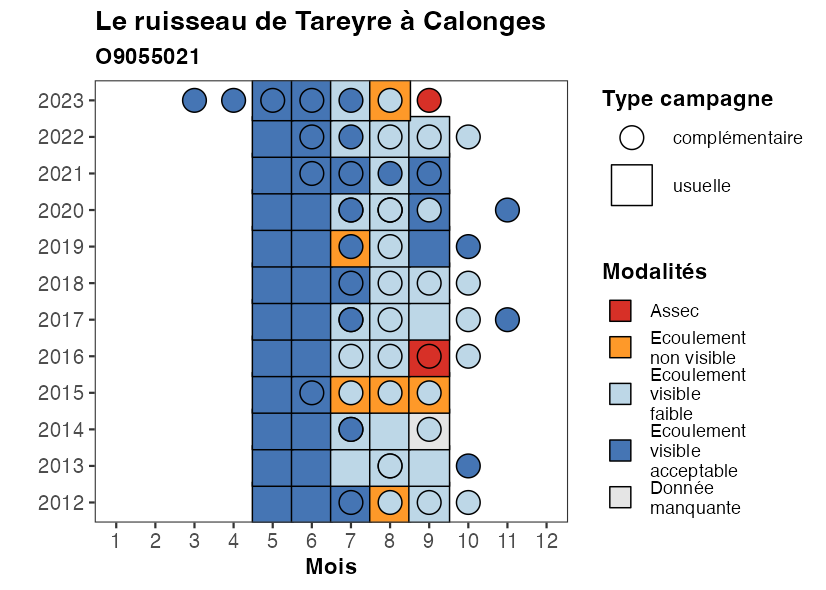 Le ruisseau de Tareyre à Calonges
O9055021
2023
2022
2021
2020
2019
2018
2017
2016
2015
2014
2013
2012
1 2 3 4 5 6 7 8 9 10 11 12
Mois
Type campagne
complémentaire
usuelle
Modalités
Assec
Ecoulement
non visible
Ecoulement
visible
faible
Ecoulement
visible
acceptable
Donnée
manquante